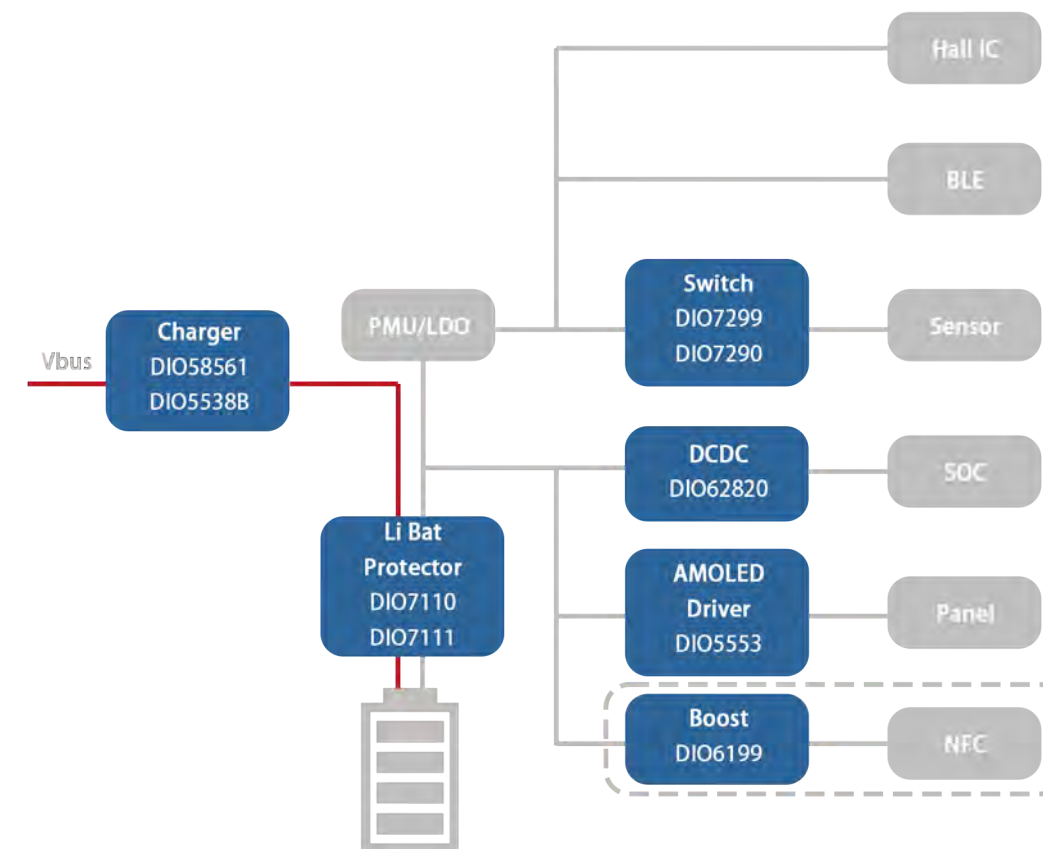 Hall IC
BLE
Switch
DIO7299
DIO7290
Sensor
PMU/LDO
Vbus
Charger
DIO58561
DIO5538B
DCDC
DIO62820
SOC
Li Bat
Protector
DIO7110
DIO7111
AMOLED
Driver
DIO5553
Panel
Boost
DIO6199
NFC